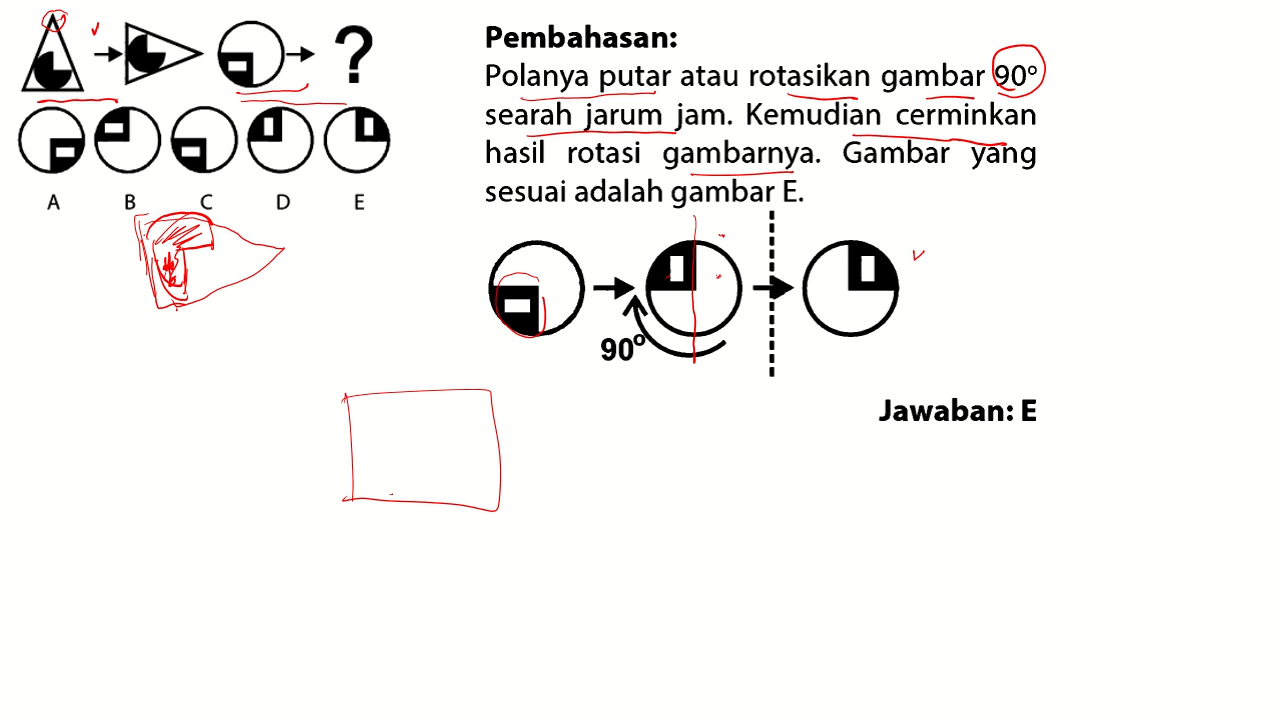 ?
A B C D E
Pembahasan:
Polanya putar atau rotasikan gambar 90°
searah jarum jam. Kemudian cerminkan
hasil rotasi gambarnya. Gambar yang
sesuai adalah gambar E.
90°
Jawaban: E